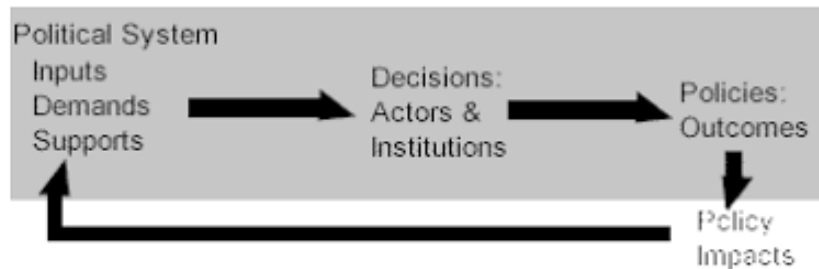 Political System
Inputs
Demands
Supports
Decisions:
Actors &
Institutions
Policies:
Outcomes
Policy
Impacts